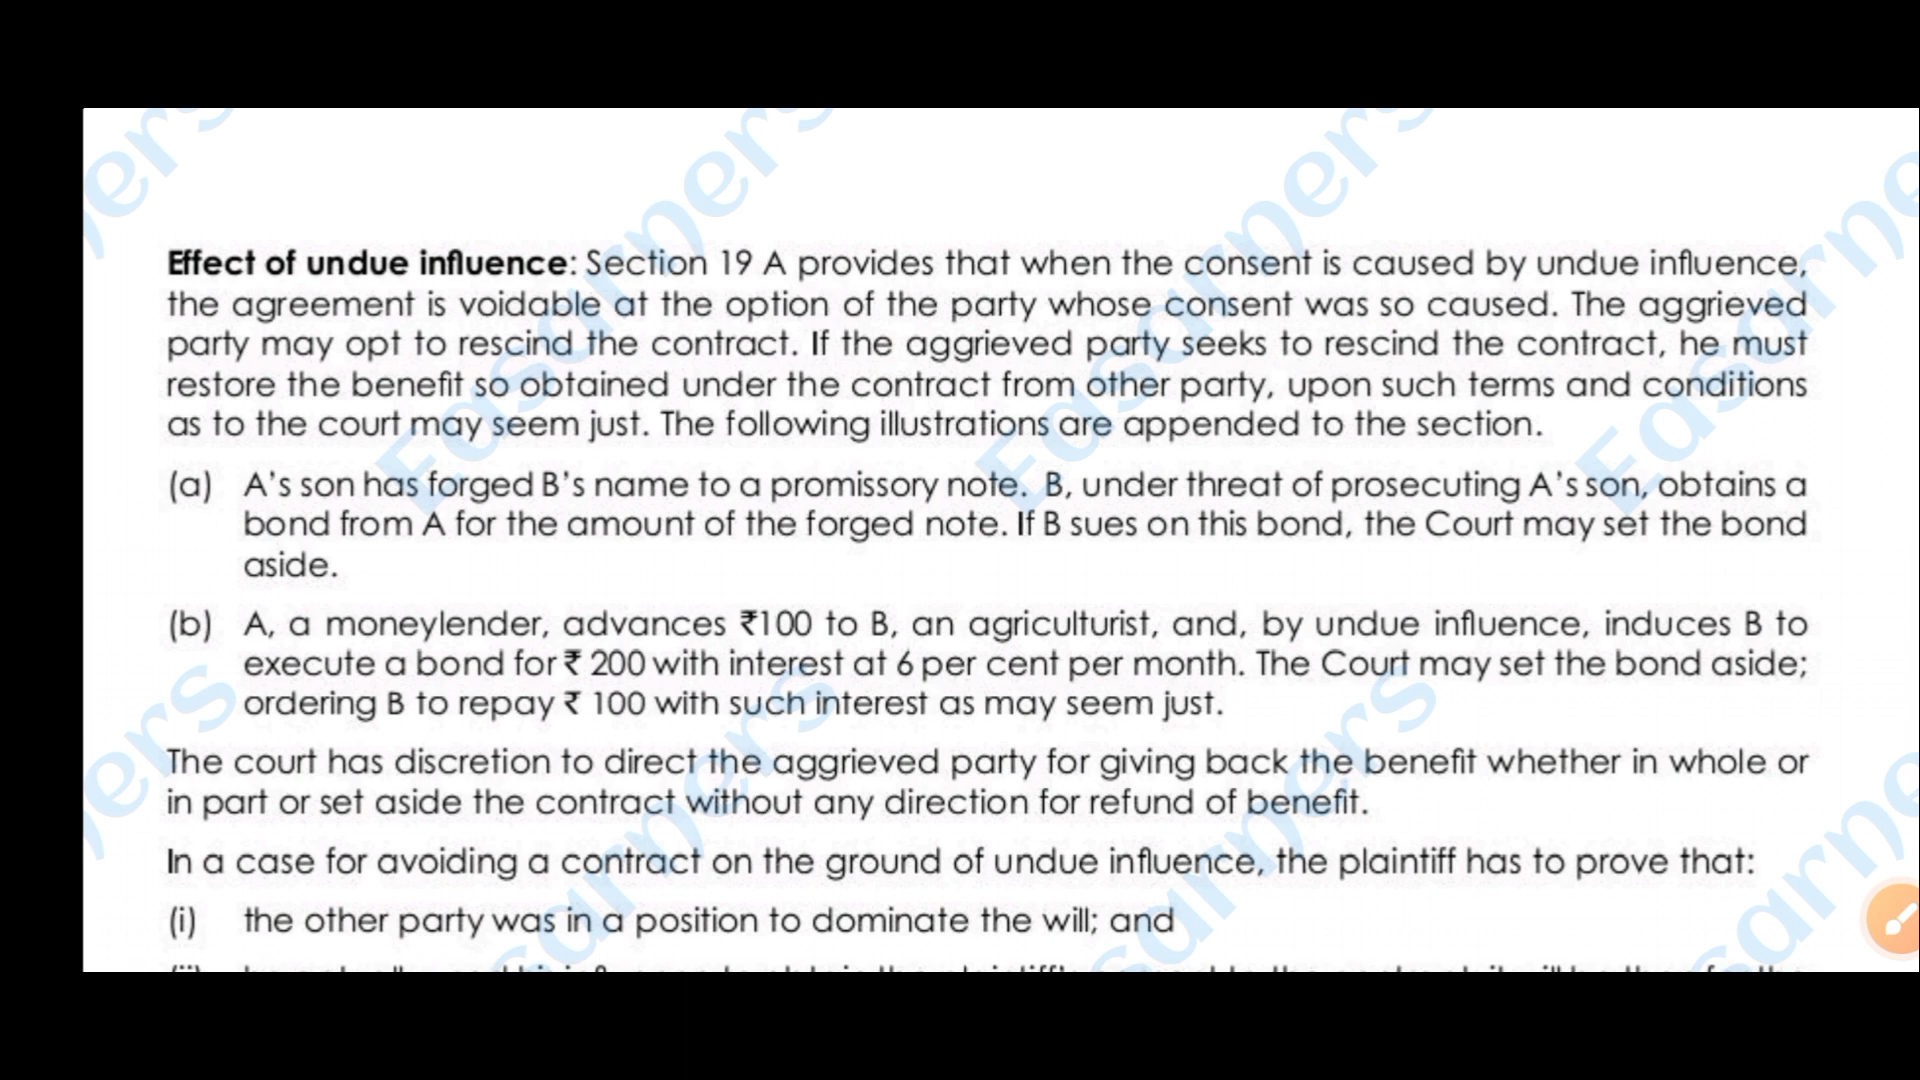 Effect of undue influence: Section 19 A provides that when the consent is caused by undue influence,
the agreement is voidable at the option of the party whose consent was so caused. The aggrieved
party may opt to rescind the contract. If the aggrieved party seeks to rescind the contract, he must
restore the benefit so obtained under the contract from other party, upon such terms and conditions
as to the court may seem just. The following illustrations are appended to the section.
(a) A's son has forged B's name to a promissory note. B, under threat of prosecuting A's son, obtains a
bond from A for the amount of the forged note. If B sues on this bond, the Court may set the bond
aside.
(b) A, a moneylender, advances ₹100 to B, an agriculturist, and, by undue influence, induces B to
execute a bond for ₹ 200 with interest at 6 per cent per month. The Court may set the bond aside;
ordering B to repay ₹ 100 with such interest as may seem just.
The court has discretion to direct the aggrieved party for giving back the benefit whether in whole or
in part or set aside the contract without any direction for refund of benefit.
In a case for avoiding a contract on the ground of undue influence, the plaintiff has to prove that:
(i) the other party was in a position to dominate the will; and
Easarners
Easarners
Easarners